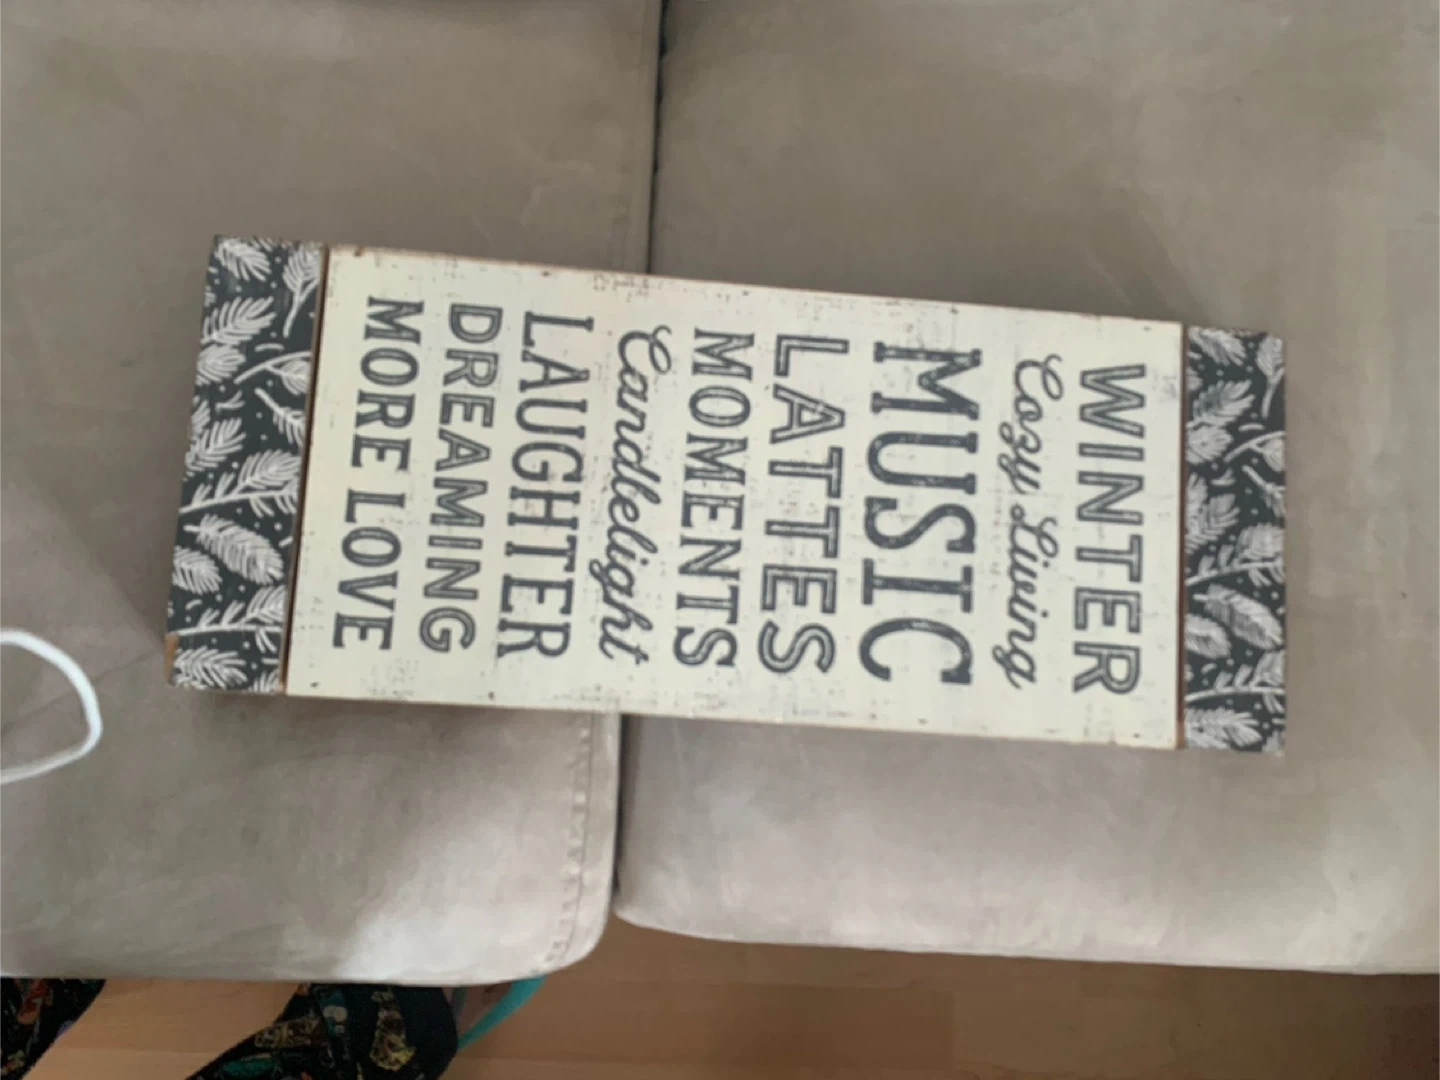 WINTER
Cozy Living
MUSIC
LATTES
MOMENTS
Candlelight
LAUGHTER
DREAMING
MORE LOVE